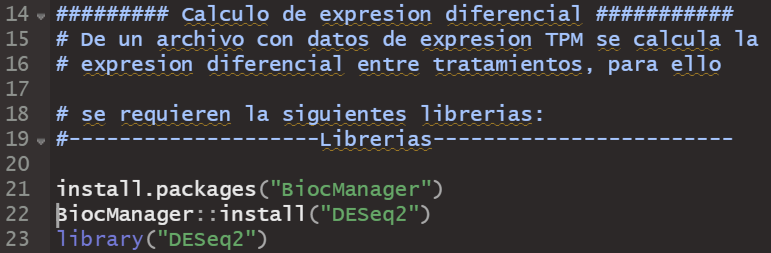 14 ######### Calculo de expresion diferencial ###########
15 # De un archivo con datos de expresion TPM se calcula la
16 # expresion diferencial entre tratamientos, para ello
17
18 # se requieren la siguientes librerias:
19 #--------------------Librerias------------------------
20
21 install.packages("BiocManager")
22 BiocManager::install("DESeq2")
23 library("DESeq2")